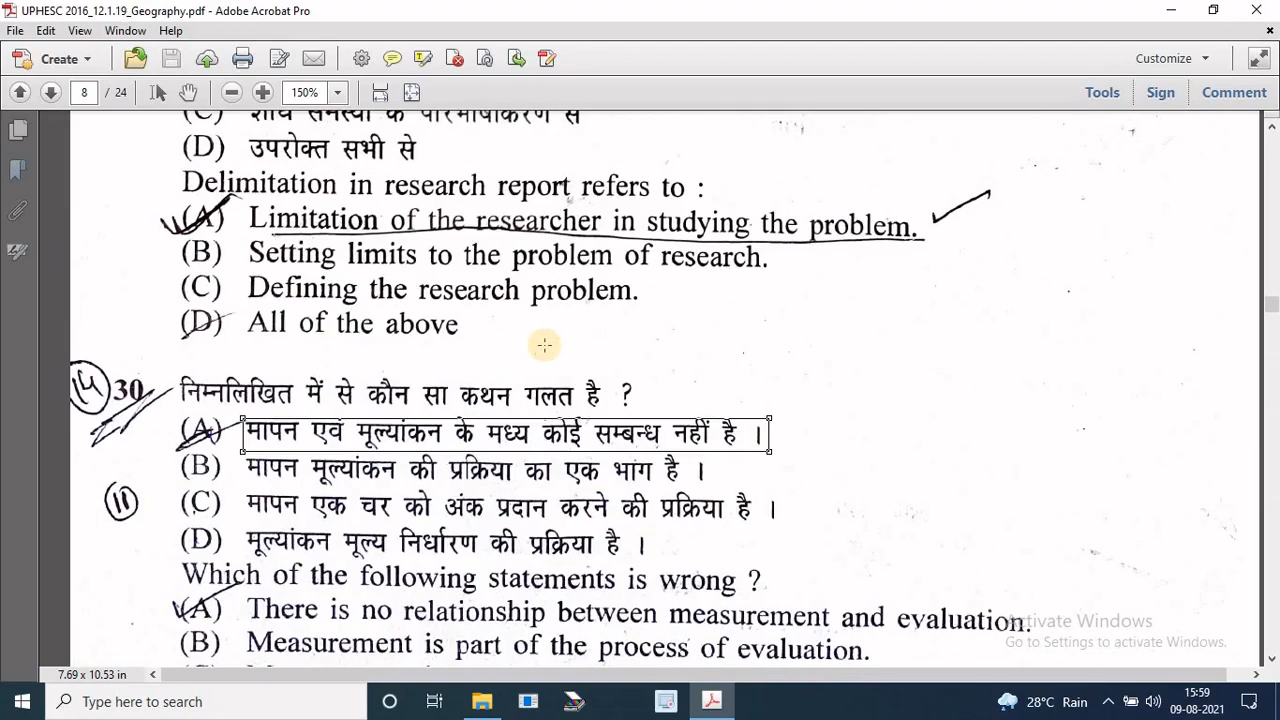 UPHESC 2016_12.1.19_Geography.pdf - Adobe Acrobat Pro
File Edit View Window Help
Create
Customize
8 / 24
150%
Tools Sign Comment
(C) शोध समस्या के परिभाषीकरण से
(D) उपरोक्त सभी से
Delimitation in research report refers to :
(A) Limitation of the researcher in studying the problem.
(B) Setting limits to the problem of research.
(C) Defining the research problem.
(D) All of the above
14 30 निम्नलिखित में से कौन सा कथन गलत है ?
(A) मापन एवं मूल्यांकन के मध्य कोई सम्बन्ध नहीं है ।
(B) मापन मूल्यांकन की प्रक्रिया का एक भाग है ।
11 (C) मापन एक चर को अंक प्रदान करने की प्रक्रिया है ।
(D) मूल्यांकन मूल्य निर्धारण की प्रक्रिया है ।
Which of the following statements is wrong ?
(A) There is no relationship between measurement and evaluation.
(B) Measurement is part of the process of evaluation.
Activate Windows
Go to Settings to activate Windows.
7.69 x 10.53 in
Type here to search
28°C Rain
15:59
09-08-2021